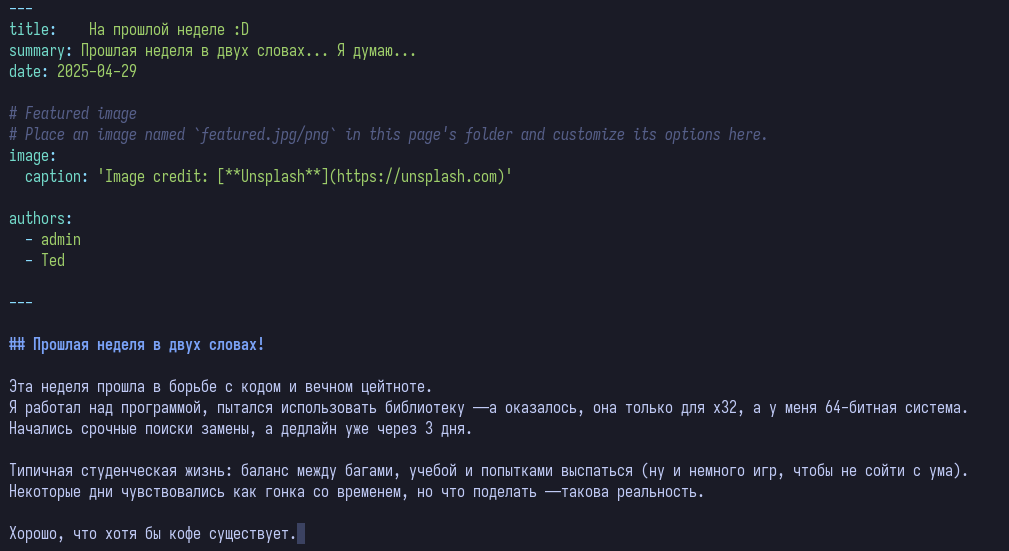 ---
title:    На прошлой неделе :D
summary: Прошлая неделя в двух словах... Я думаю...
date: 2025-04-29

# Featured image
# Place an image named `featured.jpg/png` in this page's folder and customize its options here.
image:
  caption: 'Image credit: [**Unsplash**](https://unsplash.com)'

authors:
  - admin
  - Ted

---

## Прошлая неделя в двух словах!

Эта неделя прошла в борьбе с кодом и вечном цейтноте.
Я работал над программой, пытался использовать библиотеку —а оказалось, она только для x32, а у меня 64-битная система.
Начались срочные поиски замены, а дедлайн уже через 3 дня.

Типичная студенческая жизнь: баланс между багами, учебой и попытками выспаться (ну и немного игр, чтобы не сойти с ума).
Некоторые дни чувствовались как гонка со временем, но что поделать —такова реальность.

Хорошо, что хотя бы кофе существует.